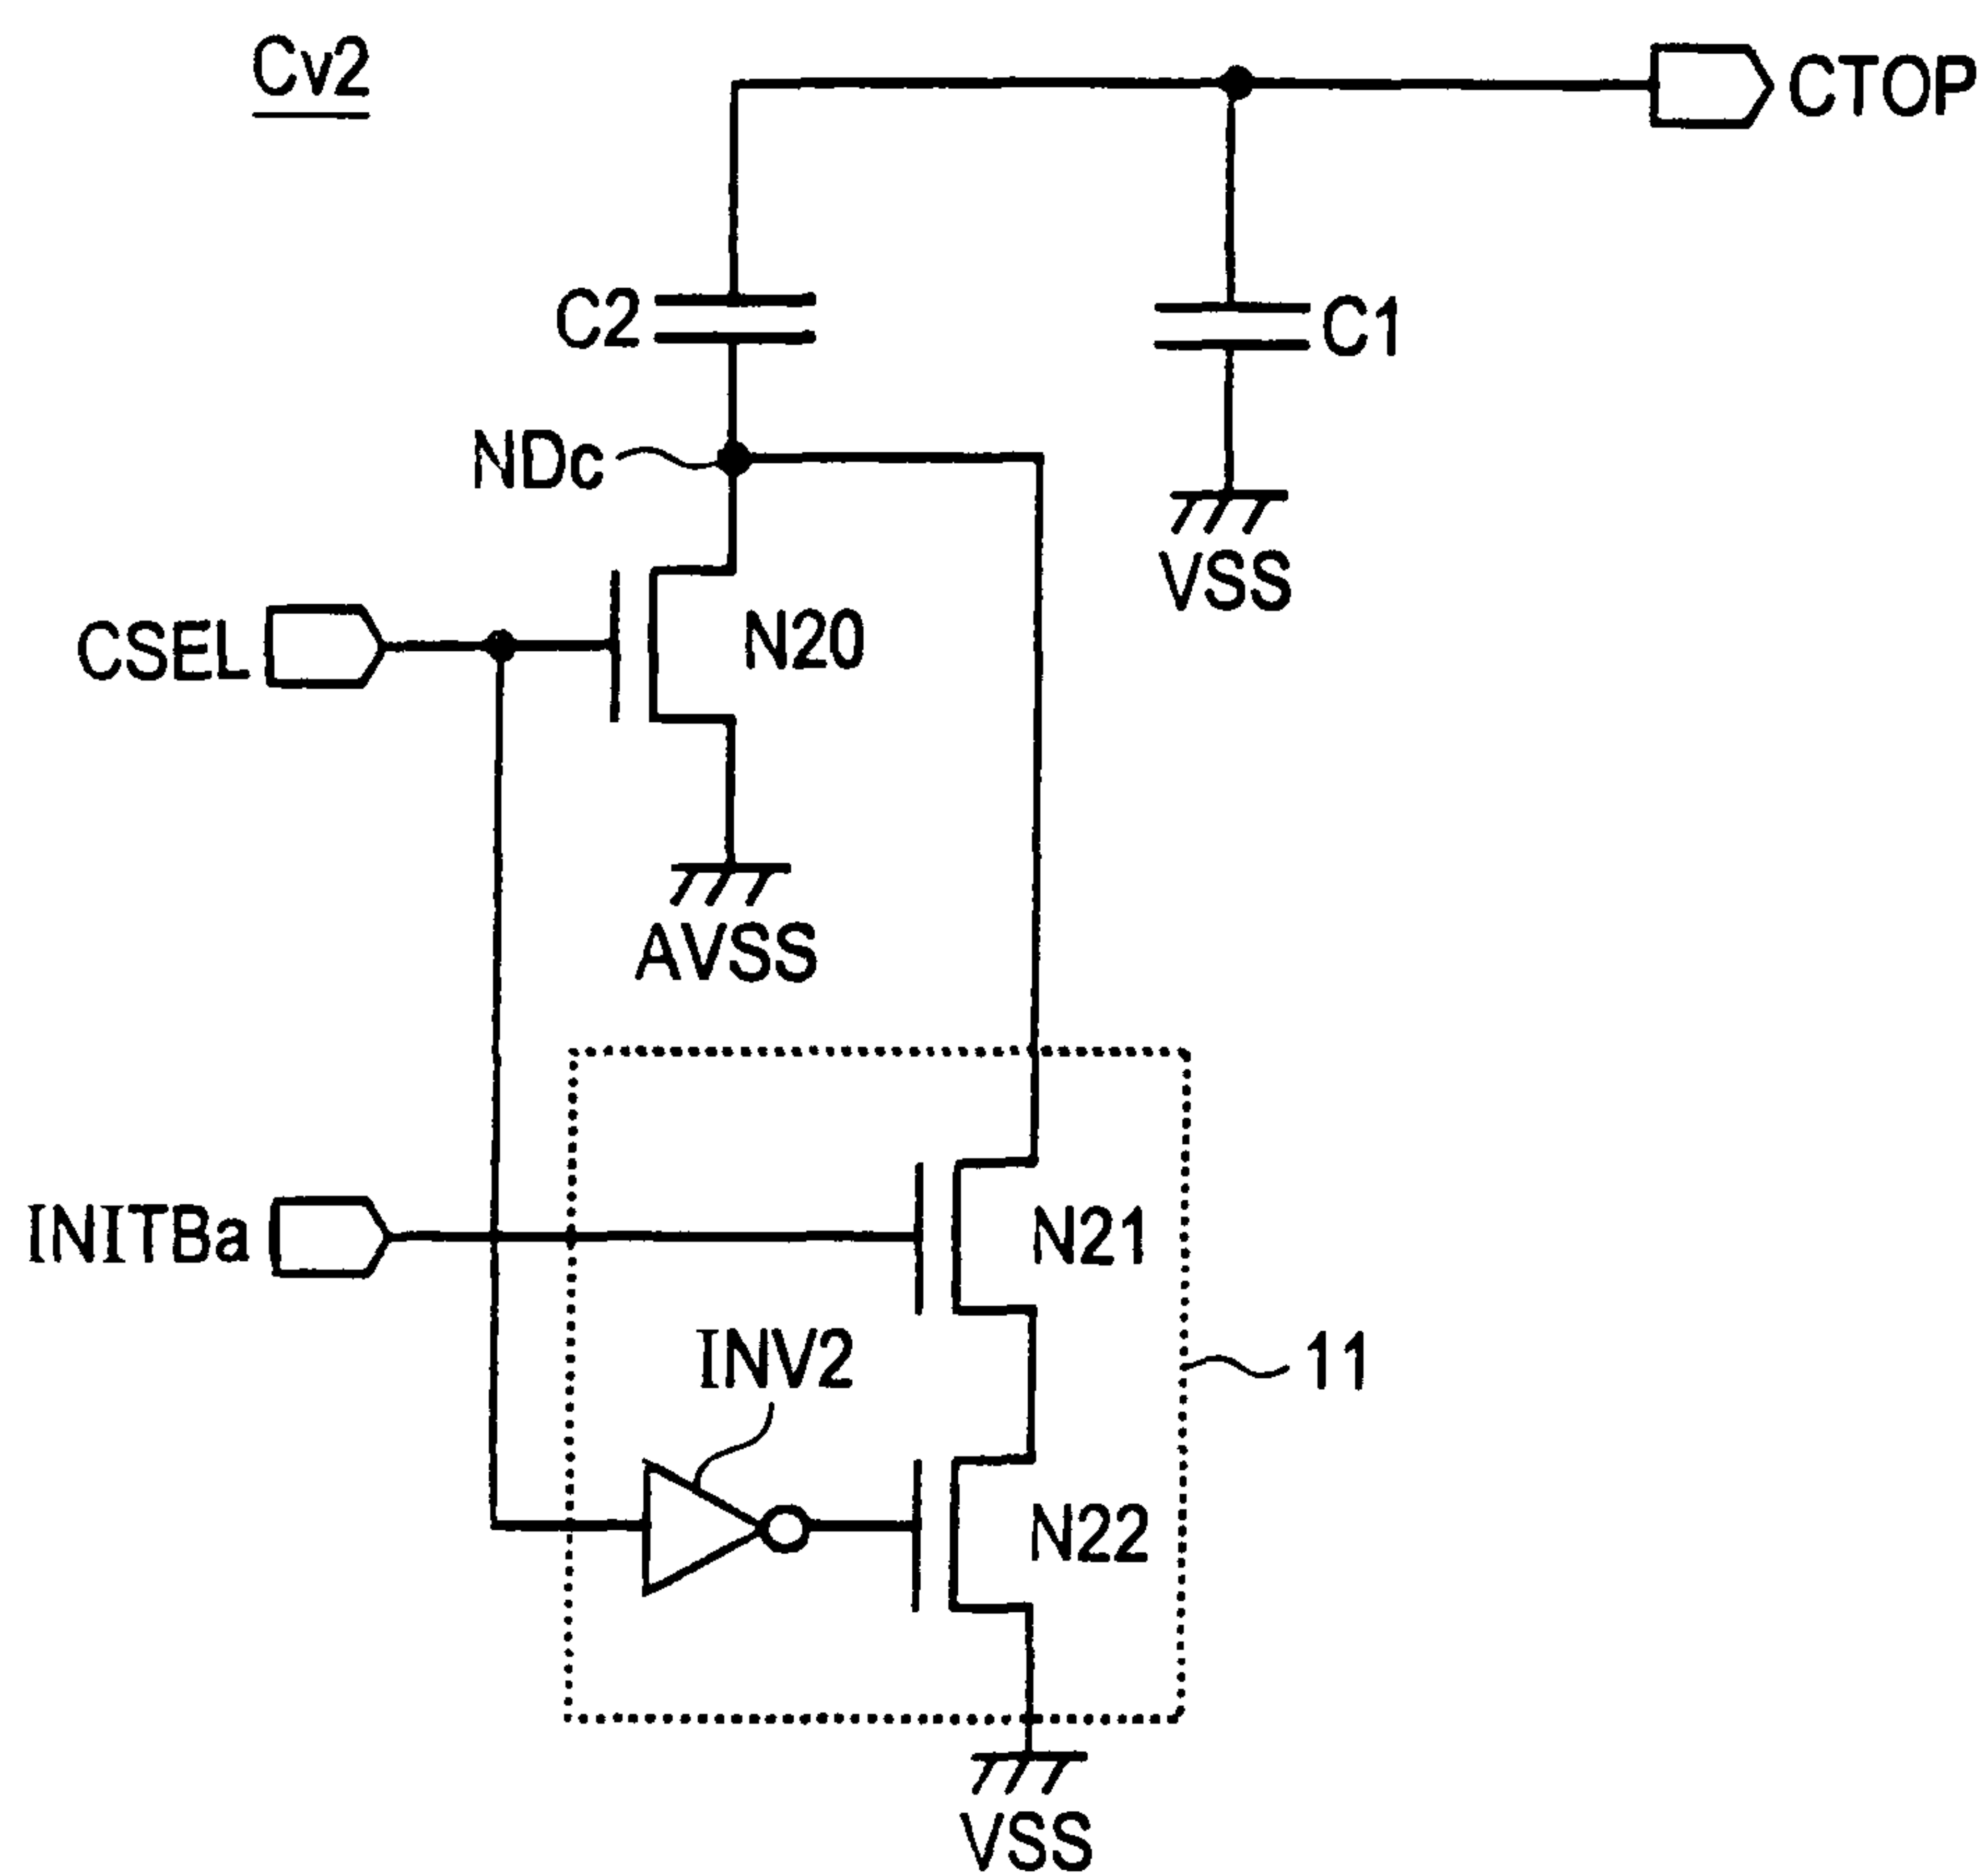 Cv2
CTOP
C2
C1
NDc
VSS
CSEL
N20
AVSS
INITBa
N21
INV2
11
N22
VSS